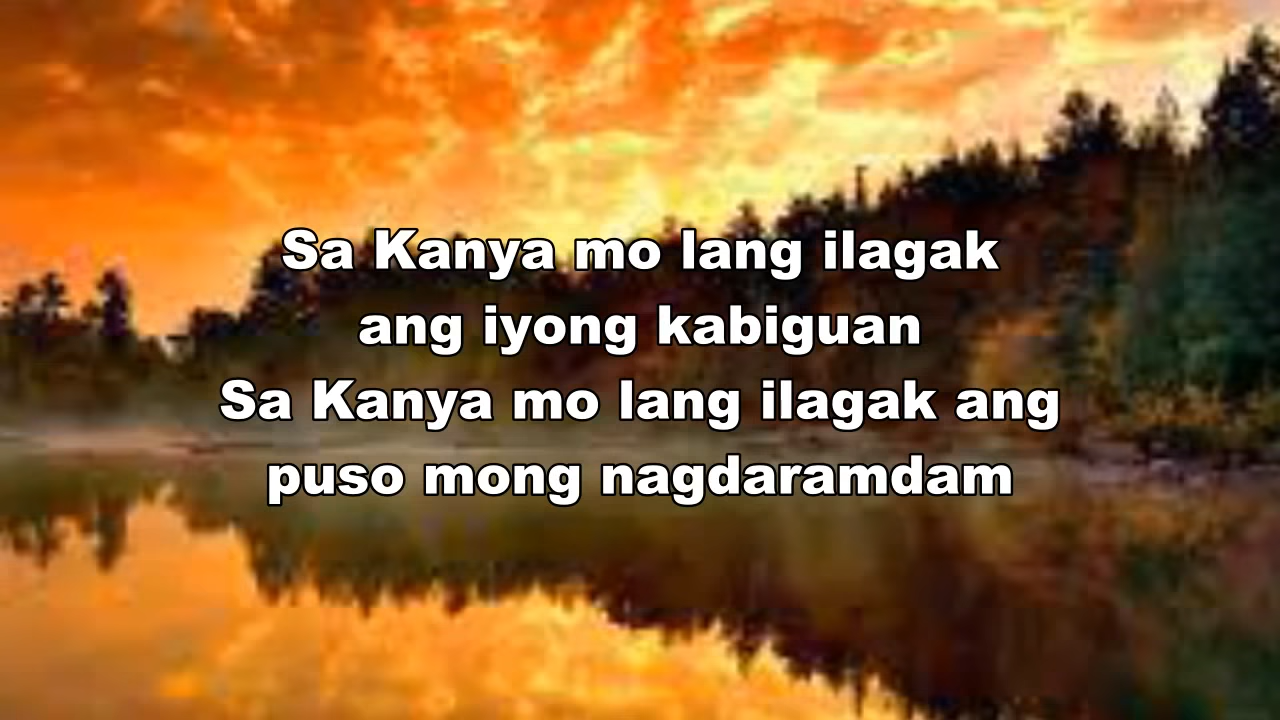 Sa Kanya mo lang ilagak
ang iyong kabiguan
Sa Kanya mo lang ilagak ang
puso mong nagdaramdam